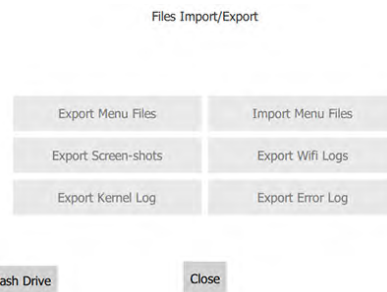 Files Import/Export
Export Menu Files Import Menu Files
Export Screen-shots Export Wifi Logs
Export Kernel Log Export Error Log
ash Drive Close